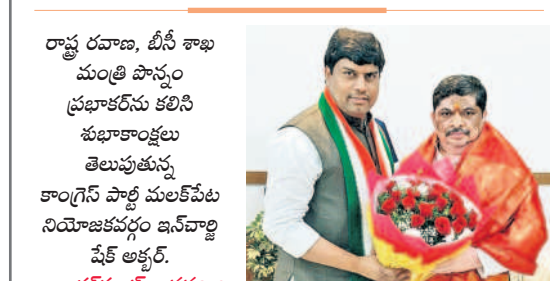 రాష్ట్ర రవాణ, బీసీ శాఖ
మంత్రి పొన్నం
ప్రభాకర్‌ను కలిసి
శుభాకాంక్షలు
తెలుపుతున్న
కాంగ్రెస్ పార్టీ మలక్‌పేట
నియోజకవర్గం ఇన్‌చార్జి
షేక్ అక్బర్.